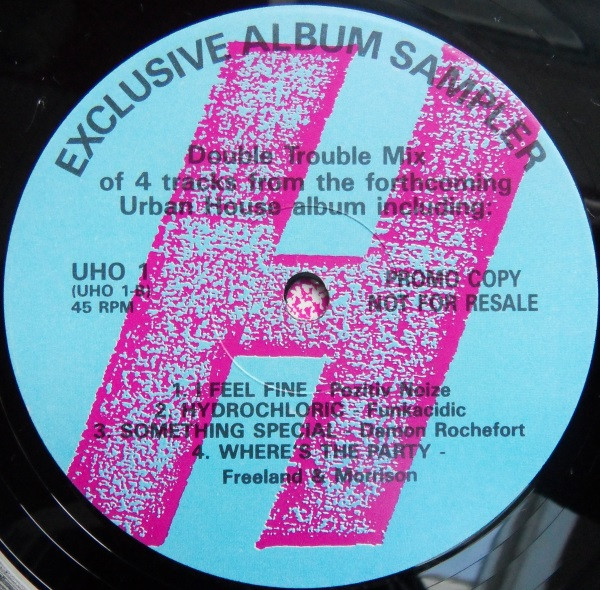 EXCLUSIVE ALBUM SAMPLER
Double Trouble Mix
of 4 tracks from the forthcoming
Urban House album including:
UHO 1
(UHO 1-B)
45 RPM
PROMO COPY
NOT FOR RESALE
1. I FEEL FINE - Pozitiv Noize
2. HYDROCHLORIC - Funkacidic
3. SOMETHING SPECIAL - Damon Rochefort
4. WHERE'S THE PARTY -
Freeland & Morrison
H